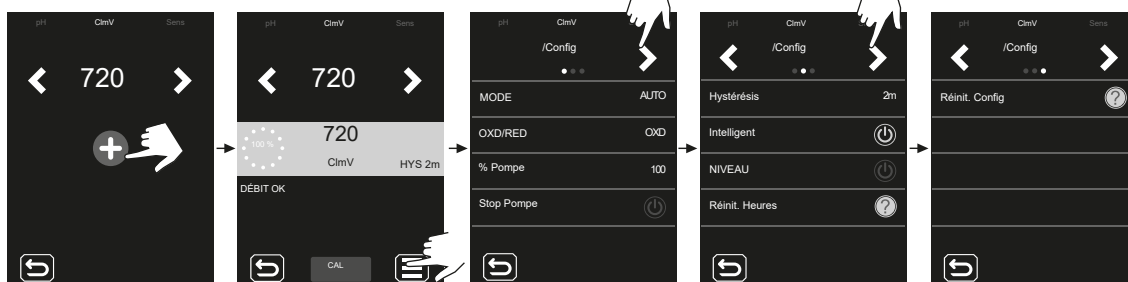 pH ClmV Sens
720
pH ClmV Sens
720
100 %
720
ClmV
HYS 2m
DÉBIT OK
CAL
pH ClmV
/Config
MODE AUTO
OXD/RED OXD
% Pompe 100
Stop Pompe
pH ClmV
/Config
Hystérésis 2m
Intelligent
NIVEAU
Réinit. Heures ?
pH ClmV Sens
/Config
Réinit. Config ?